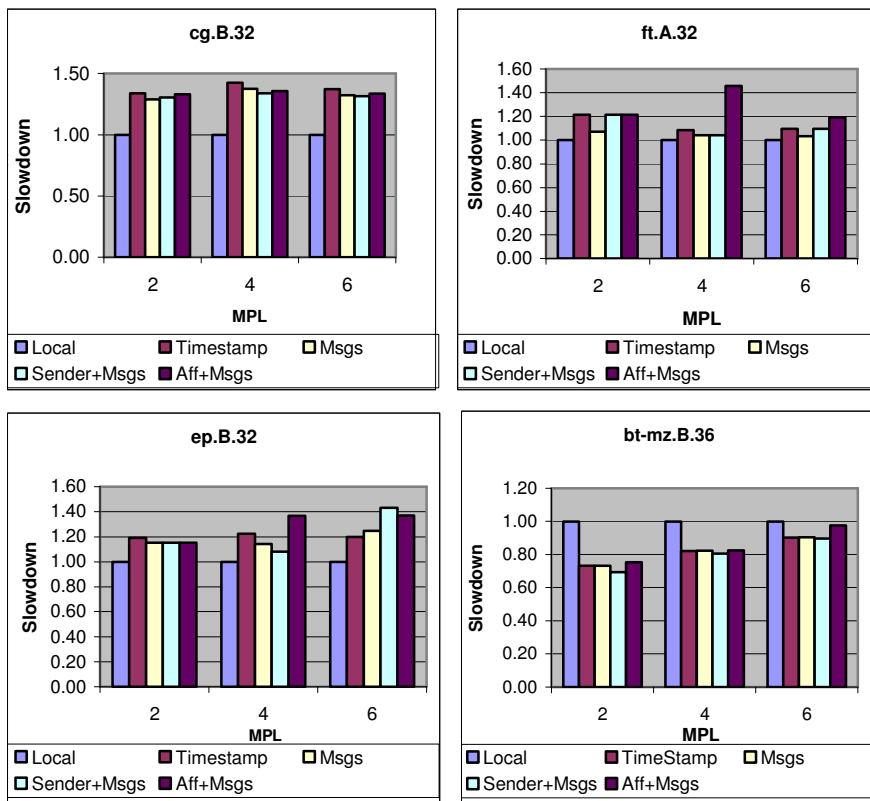 cg.B.32
1.50
1.00
0.50
0.00
Slowdown
2 4 6
MPL
Local Timestamp Msgs
Sender+Msgs Aff+Msgs
ft.A.32
1.60
1.40
1.20
1.00
0.80
0.60
0.40
0.20
0.00
Slowdown
2 4 6
MPL
Local Timestamp Msgs
Sender+Msgs Aff+Msgs
ep.B.32
1.60
1.40
1.20
1.00
0.80
0.60
0.40
0.20
0.00
Slowdown
2 4 6
MPL
Local Timestamp Msgs
Sender+Msgs Aff+Msgs
bt-mz.B.36
1.20
1.00
0.80
0.60
0.40
0.20
0.00
Slowdown
2 4 6
MPL
Local TimeStamp Msgs
Sender+Msgs Aff+Msgs